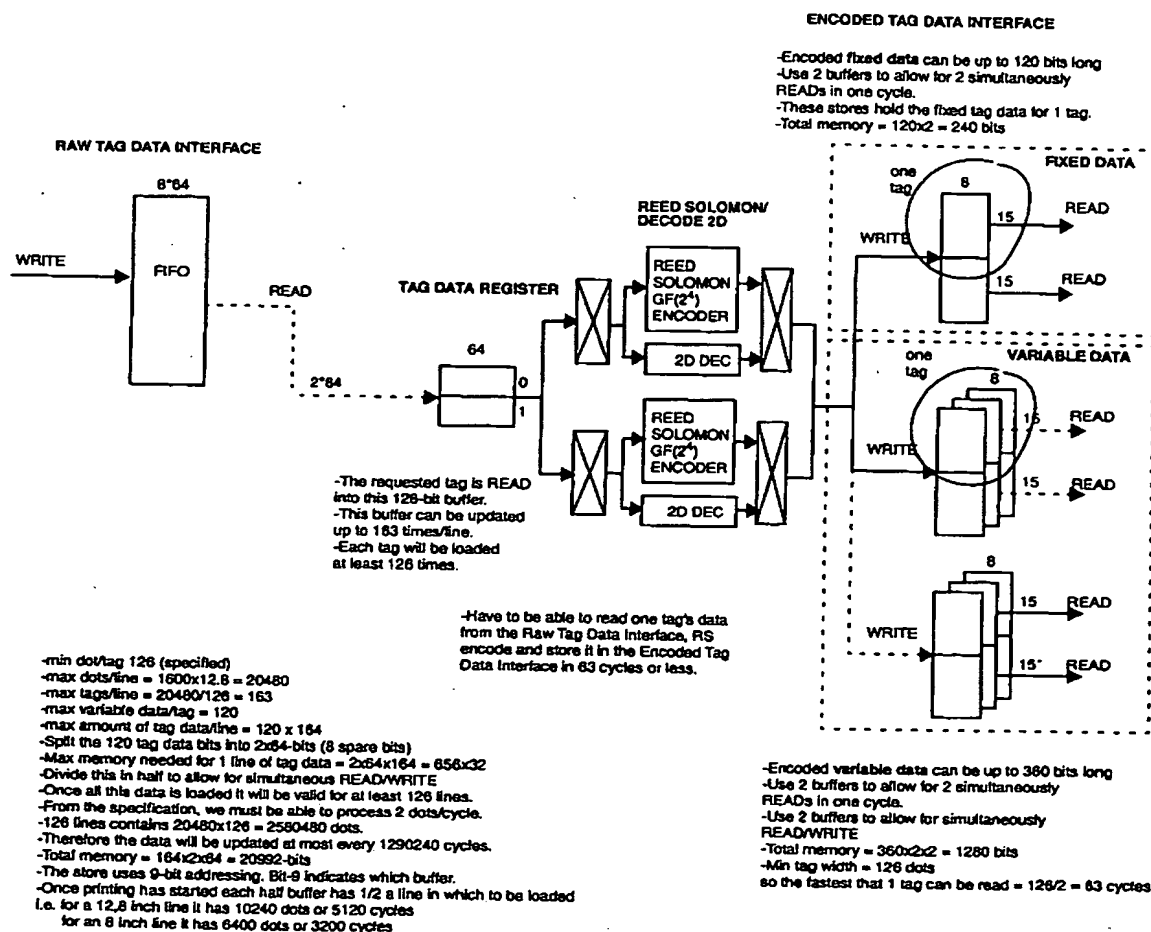 ENCODED TAG DATA INTERFACE
-Encoded fixed data can be up to 120 bits long
-Use 2 buffers to allow for 2 simultaneously
READs in one cycle.
-These stores hold the fixed tag data for 1 tag.
-Total memory = 120x2 = 240 bits
RAW TAG DATA INTERFACE
8*64
WRITE
FIFO
READ
2*64
TAG DATA REGISTER
64
0
1
REED SOLOMON/
DECODE 2D
REED
SOLOMON
GF(2⁴)
ENCODER
2D DEC
REED
SOLOMON
GF(2⁴)
ENCODER
2D DEC
FIXED DATA
one
tag
8
15
READ
WRITE
15
READ
VARIABLE DATA
one
tag
8
15
READ
WRITE
15
READ
8
15
READ
WRITE
15
READ
-The requested tag is READ
into this 128-bit buffer.
-This buffer can be updated
up to 163 times/line.
-Each tag will be loaded
at least 126 times.
-Have to be able to read one tag's data
from the Raw Tag Data Interface, RS
encode and store it in the Encoded Tag
Data Interface in 63 cycles or less.
-min dot/tag 126 (specified)
-max dots/line = 1600x12.8 = 20480
-max tags/line = 20480/126 = 163
-max variable data/tag = 120
-max amount of tag data/line = 120 x 164
-Split the 120 tag data bits into 2x64-bits (8 spare bits)
-Max memory needed for 1 line of tag data = 2x64x164 = 656x32
-Divide this in half to allow for simultaneous READ/WRITE
-Once all this data is loaded it will be valid for at least 126 lines.
-From the specification, we must be able to process 2 dots/cycle.
-126 lines contains 20480x126 = 2580480 dots.
-Therefore the data will be updated at most every 1290240 cycles.
-Total memory = 164x2x64 = 20992-bits
-The store uses 9-bit addressing. Bit-9 indicates which buffer.
-Once printing has started each half buffer has 1/2 a line in which to be loaded
i.e. for a 12,8 inch line it has 10240 dots or 5120 cycles
for an 8 inch line it has 6400 dots or 3200 cycles
-Encoded variable data can be up to 360 bits long
-Use 2 buffers to allow for 2 simultaneously
READs in one cycle.
-Use 2 buffers to allow for simultaneously
READ/WRITE
-Total memory = 360x2x2 = 1280 bits
-Min tag width = 126 dots
so the fastest that 1 tag can be read = 126/2 = 63 cycles